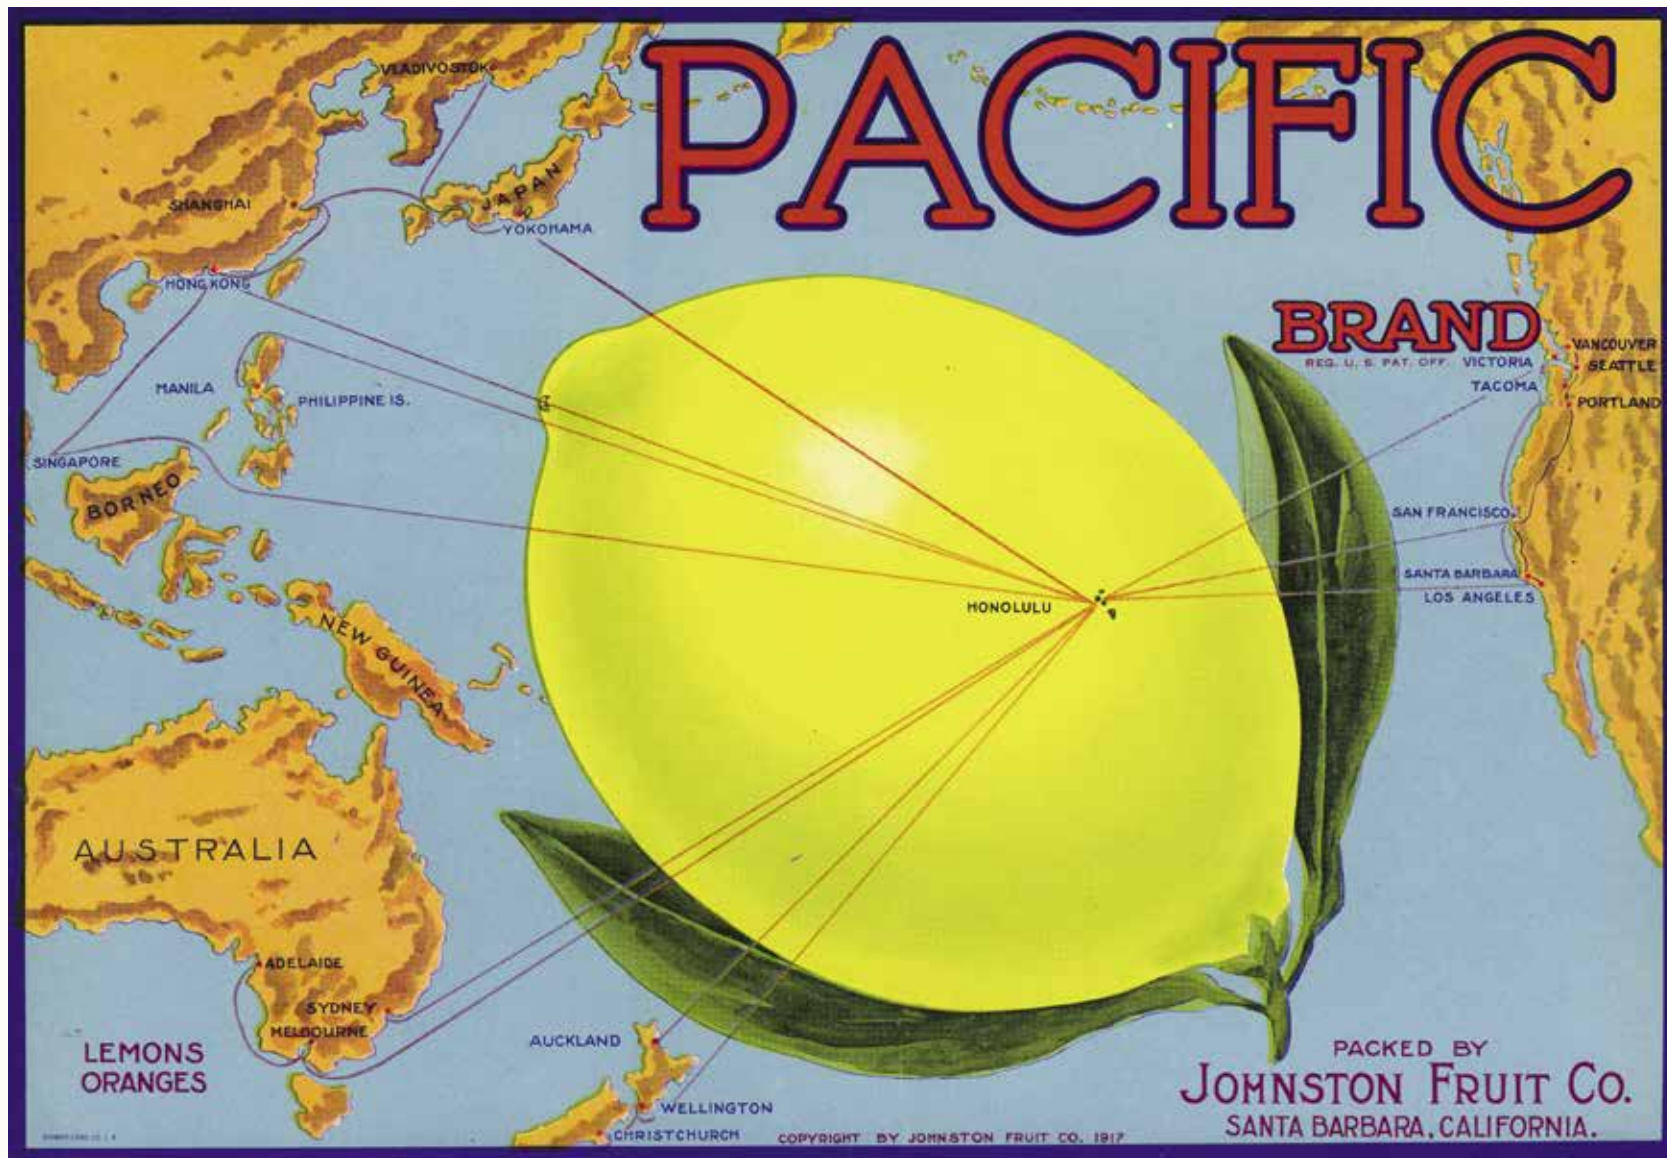 PACIFIC
BRAND
REG. U. S. PAT. OFF.
VLADIVOSTOK
JAPAN
YOKOHAMA
SHANGHAI
HONG KONG
MANILA
PHILIPPINE IS.
SINGAPORE
BORNEO
NEW GUINEA
HONOLULU
VICTORIA
VANCOUVER
SEATTLE
TACOMA
PORTLAND
SAN FRANCISCO
SANTA BARBARA
LOS ANGELES
AUSTRALIA
ADELAIDE
SYDNEY
MELBOURNE
AUCKLAND
WELLINGTON
CHRISTCHURCH
LEMONS
ORANGES
PACKED BY
JOHNSTON FRUIT CO.
SANTA BARBARA, CALIFORNIA.
COPYRIGHT BY JOHNSTON FRUIT CO. 1917